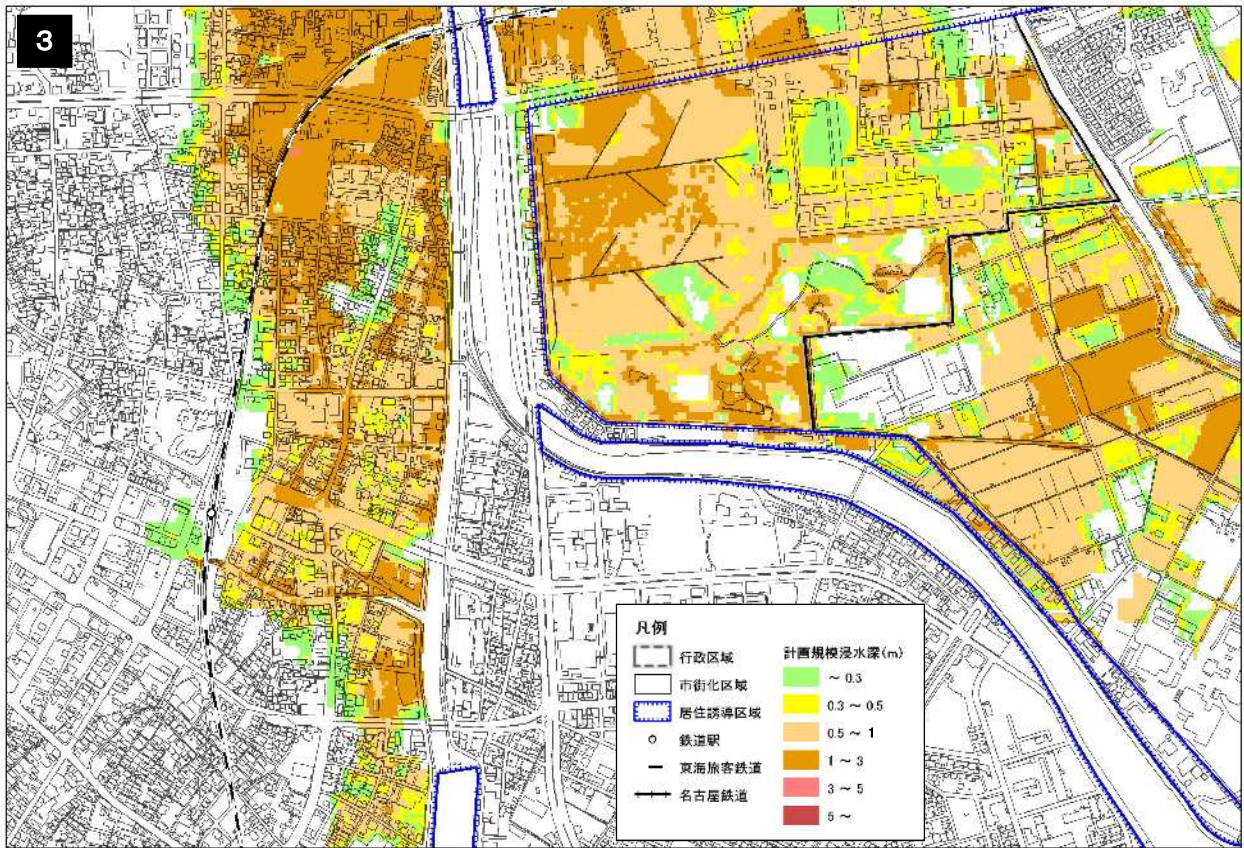 3
凡例
行政区域
市街化区域
居住誘導区域
鉄道駅
東海旅客鉄道
名古屋鉄道
計画規模浸水深(m)
～ 0.3
0.3 ～ 0.5
0.5 ～ 1
1 ～ 3
3 ～ 5
5 ～